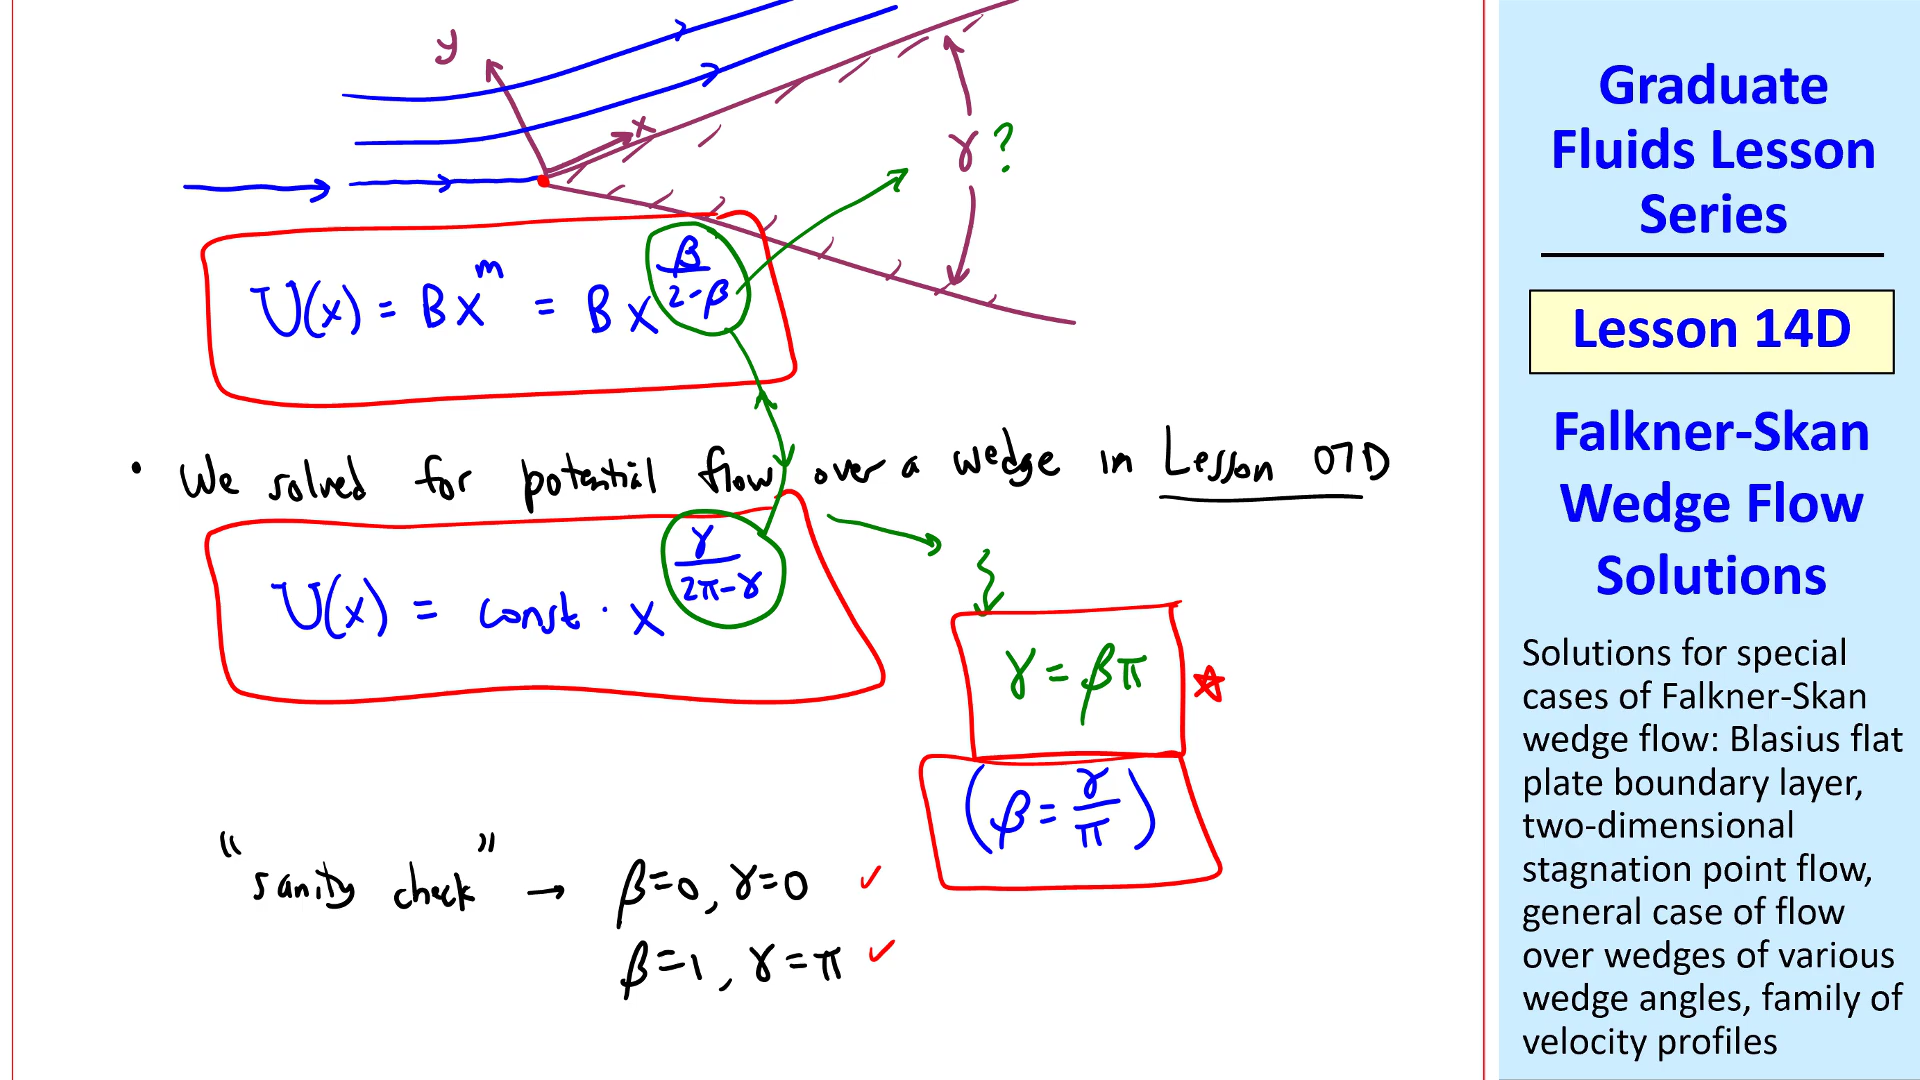 y
x
γ ?
U(x) = Bx^m = Bx^(β/(2-β))
• We solved for potential flow over a wedge in Lesson 07D
U(x) = const · x^(γ/(2π-γ))
γ = βπ
(β = γ/π)
"sanity check" → β=0, γ=0 ✓
β=1, γ=π ✓
Graduate
Fluids Lesson
Series
Lesson 14D
Falkner-Skan
Wedge Flow
Solutions
Solutions for special
cases of Falkner-Skan
wedge flow: Blasius flat
plate boundary layer,
two-dimensional
stagnation point flow,
general case of flow
over wedges of various
wedge angles, family of
velocity profiles